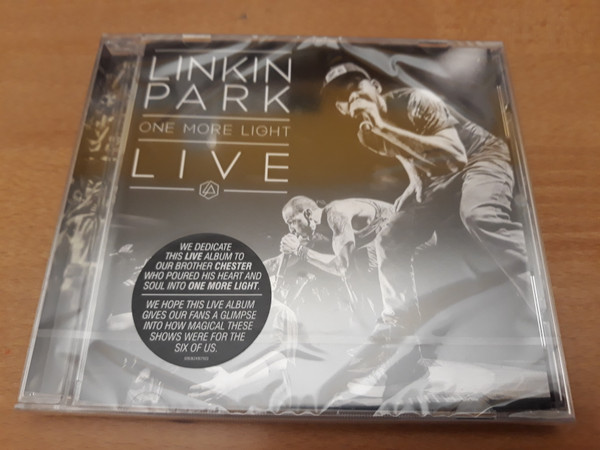 LINKIN
PARK
ONE MORE LIGHT
LIVE
WE DEDICATE
THIS LIVE ALBUM TO
OUR BROTHER CHESTER
WHO POURED HIS HEART AND
SOUL INTO ONE MORE LIGHT.
WE HOPE THIS LIVE ALBUM
GIVES OUR FANS A GLIMPSE
INTO HOW MAGICAL THESE
SHOWS WERE FOR THE
SIX OF US.